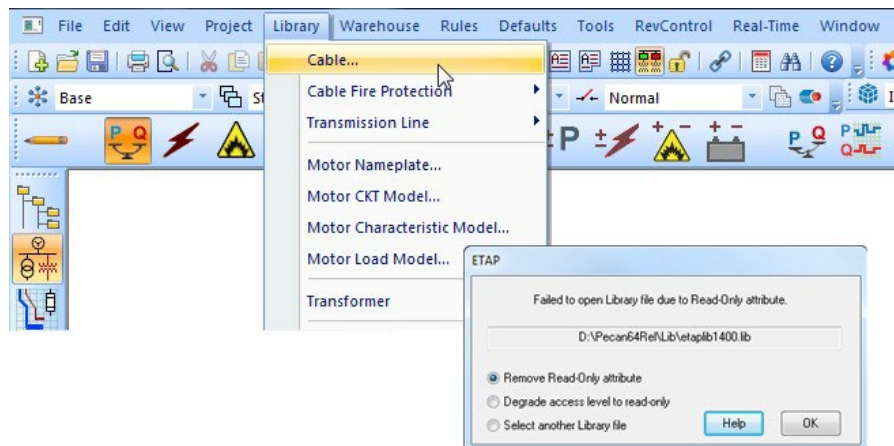 File Edit View Project Library Warehouse Rules Defaults Tools RevControl Real-Time Window
Base
Normal
P Q
P
P Q
P
Q
Cable...
Cable Fire Protection
Transmission Line
Motor Nameplate...
Motor CKT Model...
Motor Characteristic Model...
Motor Load Model...
Transformer
ETAP
Failed to open Library file due to Read-Only attribute.
D:\Pecan64Rel\Lib\etaplib1400.lib
Remove Read-Only attribute
Degrade access level to read-only
Select another Library file
Help OK